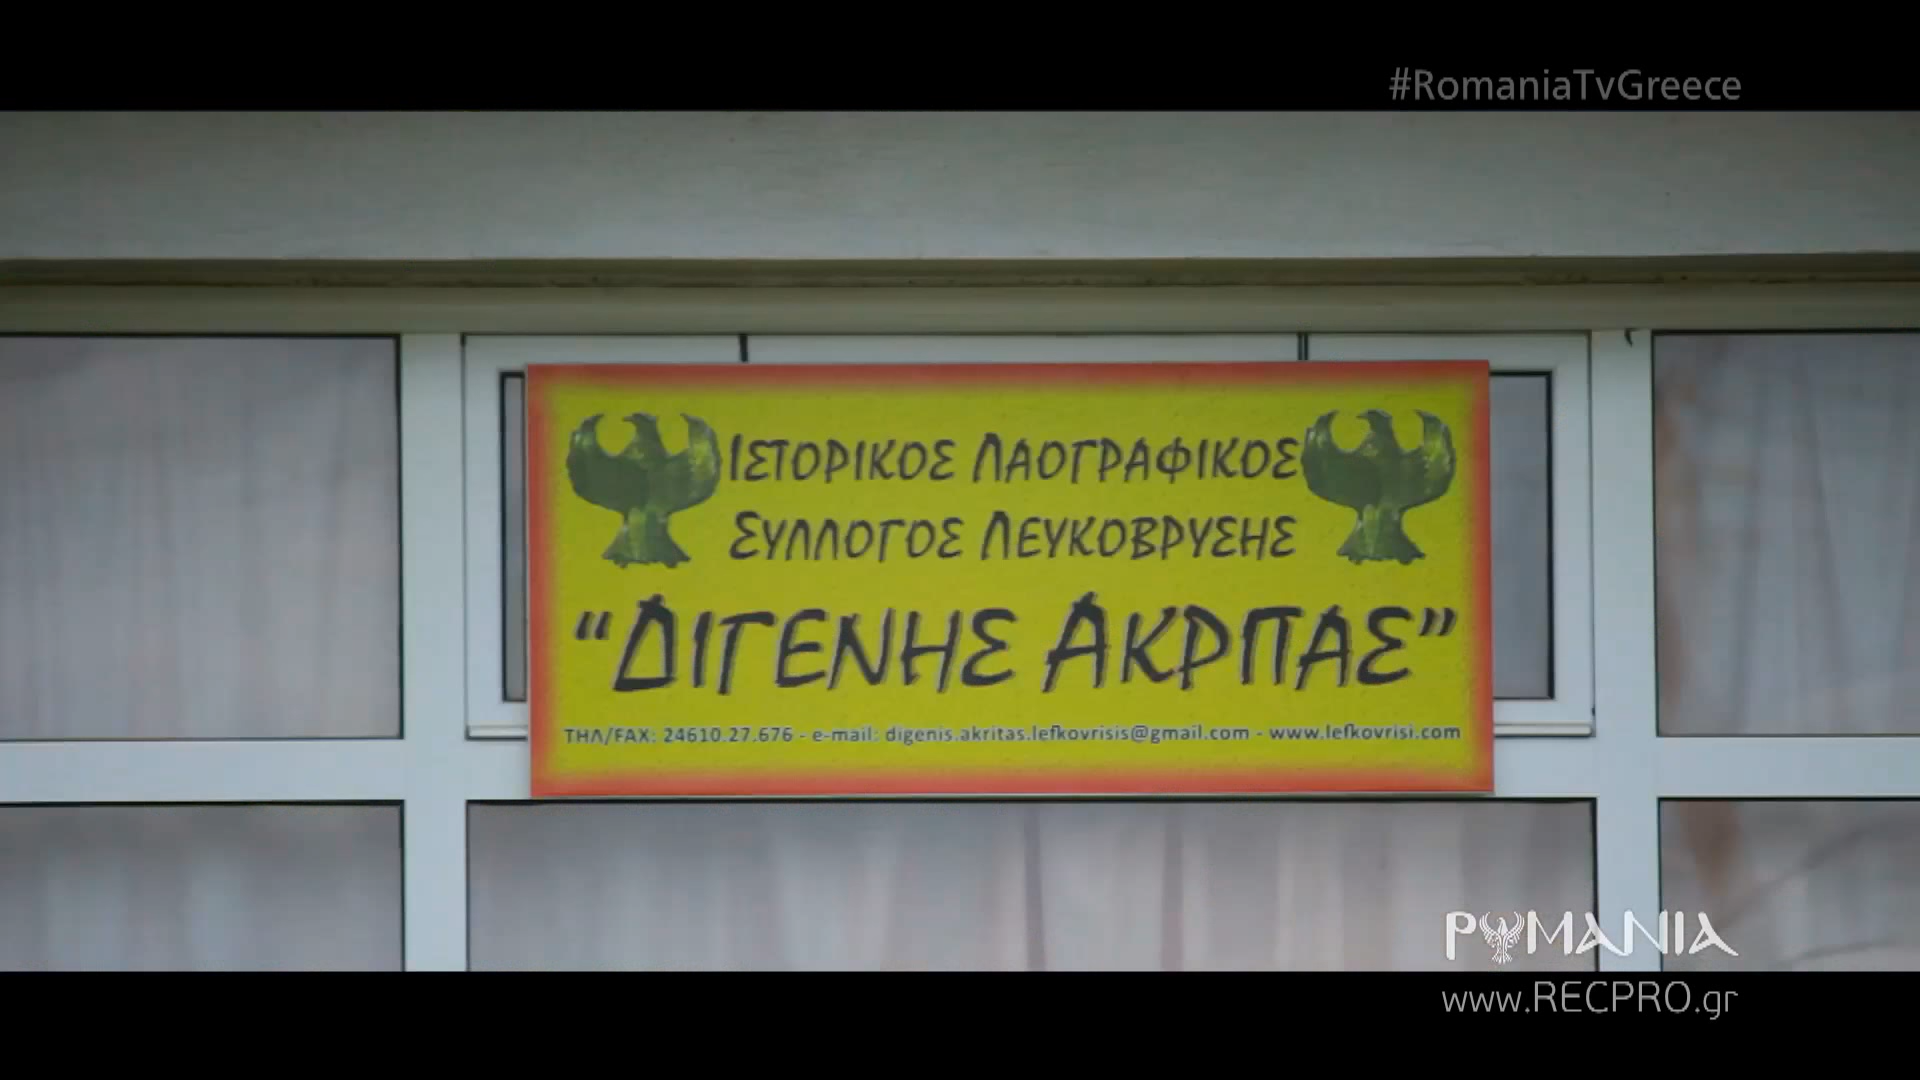 #RomaniaTvGreece
ΙΣΤΟΡΙΚΟΣ ΛΑΟΓΡΑΦΙΚΟΣ
ΣΥΛΛΟΓΟΣ ΛΕΥΚΟΒΡΥΣΗΣ
“ΔΙΓΕΝΗΣ ΑΚΡΠΑΣ”
ΤΗΛ/FAX: 24610.27.676 - e-mail: digenis.akritas.lefkovrisis@gmail.com - www.lefkovrisi.com
ΡΩΜΑΝΙΑ
www.RECPRO.gr